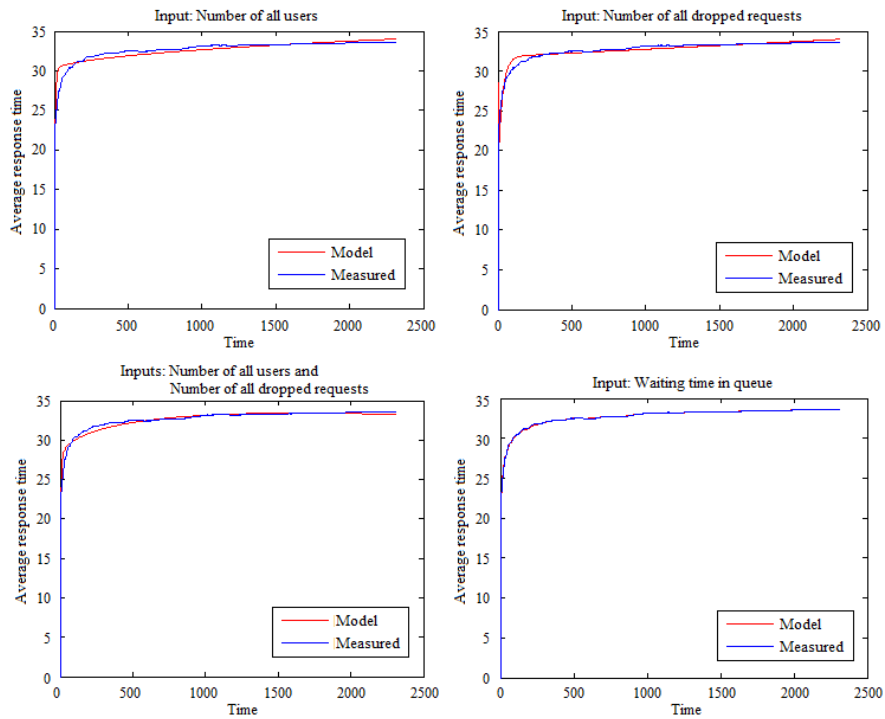 Input: Number of all users
Average response time
35
30
25
20
15
10
5
0
0
500
1000
1500
2000
2500
Time
Model
Measured
Input: Number of all dropped requests
Average response time
35
30
25
20
15
10
5
0
0
500
1000
1500
2000
2500
Time
Model
Measured
Inputs: Number of all users and
Number of all dropped requests
Average response time
35
30
25
20
15
10
5
0
0
500
1000
1500
2000
2500
Time
Model
Measured
Input: Waiting time in queue
Average response time
35
30
25
20
15
10
5
0
0
500
1000
1500
2000
2500
Time
Model
Measured